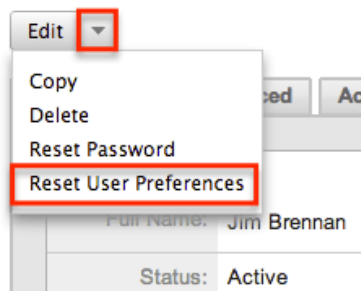 Edit
Copy
Delete
Reset Password
Reset User Preferences
Full Name: Jim Brennan
Status: Active